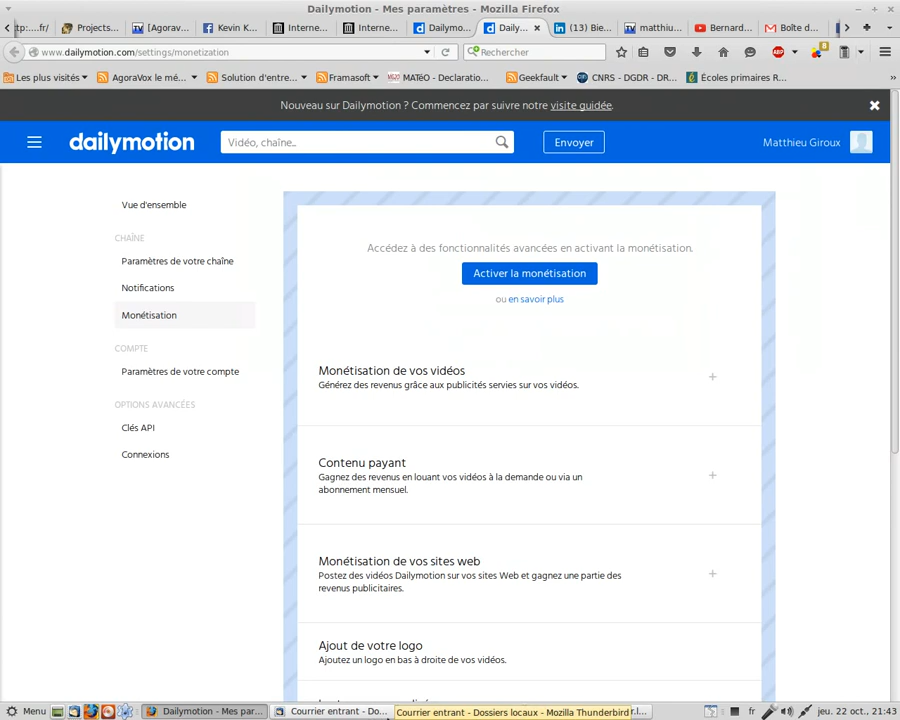 Dailymotion - Mes paramètres - Mozilla Firefox
tp:....fr/ Projects... [Agorav... Kevin K... Interne... Interne... Dailymo... Daily... (13) Bie... matthiu... Bernard... Boîte d...
www.dailymotion.com/settings/monetization
Rechercher
ABP
8
Les plus visités
AgoraVox le mé...
Solution d'entre...
Framasoft
MATéO - Declaratio...
Geekfault
CNRS - DGDR - DR...
Écoles primaires R...
Nouveau sur Dailymotion ? Commencez par suivre notre visite guidée.
dailymotion
Vidéo, chaîne..
Envoyer
Matthieu Giroux
Vue d'ensemble
CHAÎNE
Paramètres de votre chaîne
Notifications
Monétisation
COMPTE
Paramètres de votre compte
OPTIONS AVANCÉES
Clés API
Connexions
Accédez à des fonctionnalités avancées en activant la monétisation.
Activer la monétisation
ou en savoir plus
Monétisation de vos vidéos
Générez des revenus grâce aux publicités servies sur vos vidéos.
Contenu payant
Gagnez des revenus en louant vos vidéos à la demande ou via un
abonnement mensuel.
Monétisation de vos sites web
Postez des vidéos Dailymotion sur vos sites Web et gagnez une partie des
revenus publicitaires.
Ajout de votre logo
Ajoutez un logo en bas à droite de vos vidéos.
Menu
Dailymotion - Mes par...
Courrier entrant - Do...
Courrier entrant - Dossiers locaux - Mozilla Thunderbird
r.l...
fr
jeu. 22 oct., 21:43